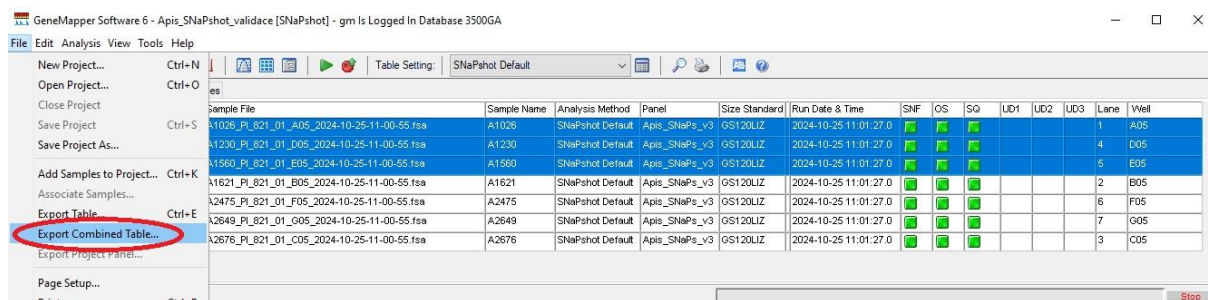 GeneMapper Software 6 - Apis_SNaPshot_validace [SNaPshot] - gm Is Logged In Database 3500GA
File Edit Analysis View Tools Help
New Project... Ctrl+N
Table Setting: SNaPshot Default
Open Project... Ctrl+O
es
Close Project
Sample File Sample Name Analysis Method Panel Size Standard Run Date & Time SNF OS SQ UD1 UD2 UD3 Lane Well
Save Project Ctrl+S
A1026_PI_821_01_A05_2024-10-25-11-00-55.fsa A1026 SNaPshot Default Apis_SNaPs_v3 GS120LIZ 2024-10-25 11:01:27.0 1 A05
Save Project As...
A1230_PI_821_01_D05_2024-10-25-11-00-55.fsa A1230 SNaPshot Default Apis_SNaPs_v3 GS120LIZ 2024-10-25 11:01:27.0 4 D05
A1560_PI_821_01_E05_2024-10-25-11-00-55.fsa A1560 SNaPshot Default Apis_SNaPs_v3 GS120LIZ 2024-10-25 11:01:27.0 5 E05
Add Samples to Project... Ctrl+K
A1621_PI_821_01_B05_2024-10-25-11-00-55.fsa A1621 SNaPshot Default Apis_SNaPs_v3 GS120LIZ 2024-10-25 11:01:27.0 2 B05
Associate Samples...
A2475_PI_821_01_F05_2024-10-25-11-00-55.fsa A2475 SNaPshot Default Apis_SNaPs_v3 GS120LIZ 2024-10-25 11:01:27.0 6 F05
Export Table... Ctrl+E
A2649_PI_821_01_G05_2024-10-25-11-00-55.fsa A2649 SNaPshot Default Apis_SNaPs_v3 GS120LIZ 2024-10-25 11:01:27.0 7 G05
Export Combined Table...
A2676_PI_821_01_C05_2024-10-25-11-00-55.fsa A2676 SNaPshot Default Apis_SNaPs_v3 GS120LIZ 2024-10-25 11:01:27.0 3 C05
Export Project Panel...
Page Setup...
Stop